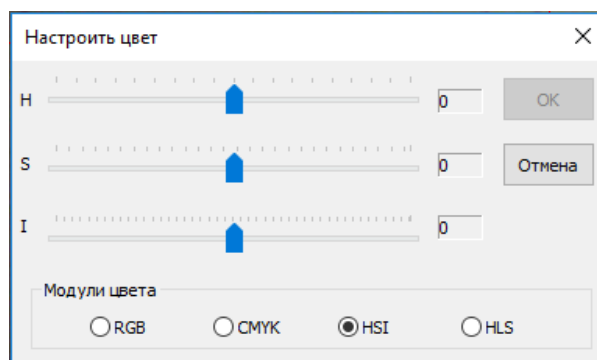 Настроить цвет
H 0 OK
S 0 Отмена
I 0
Модули цвета
RGB CMYK HSI HLS